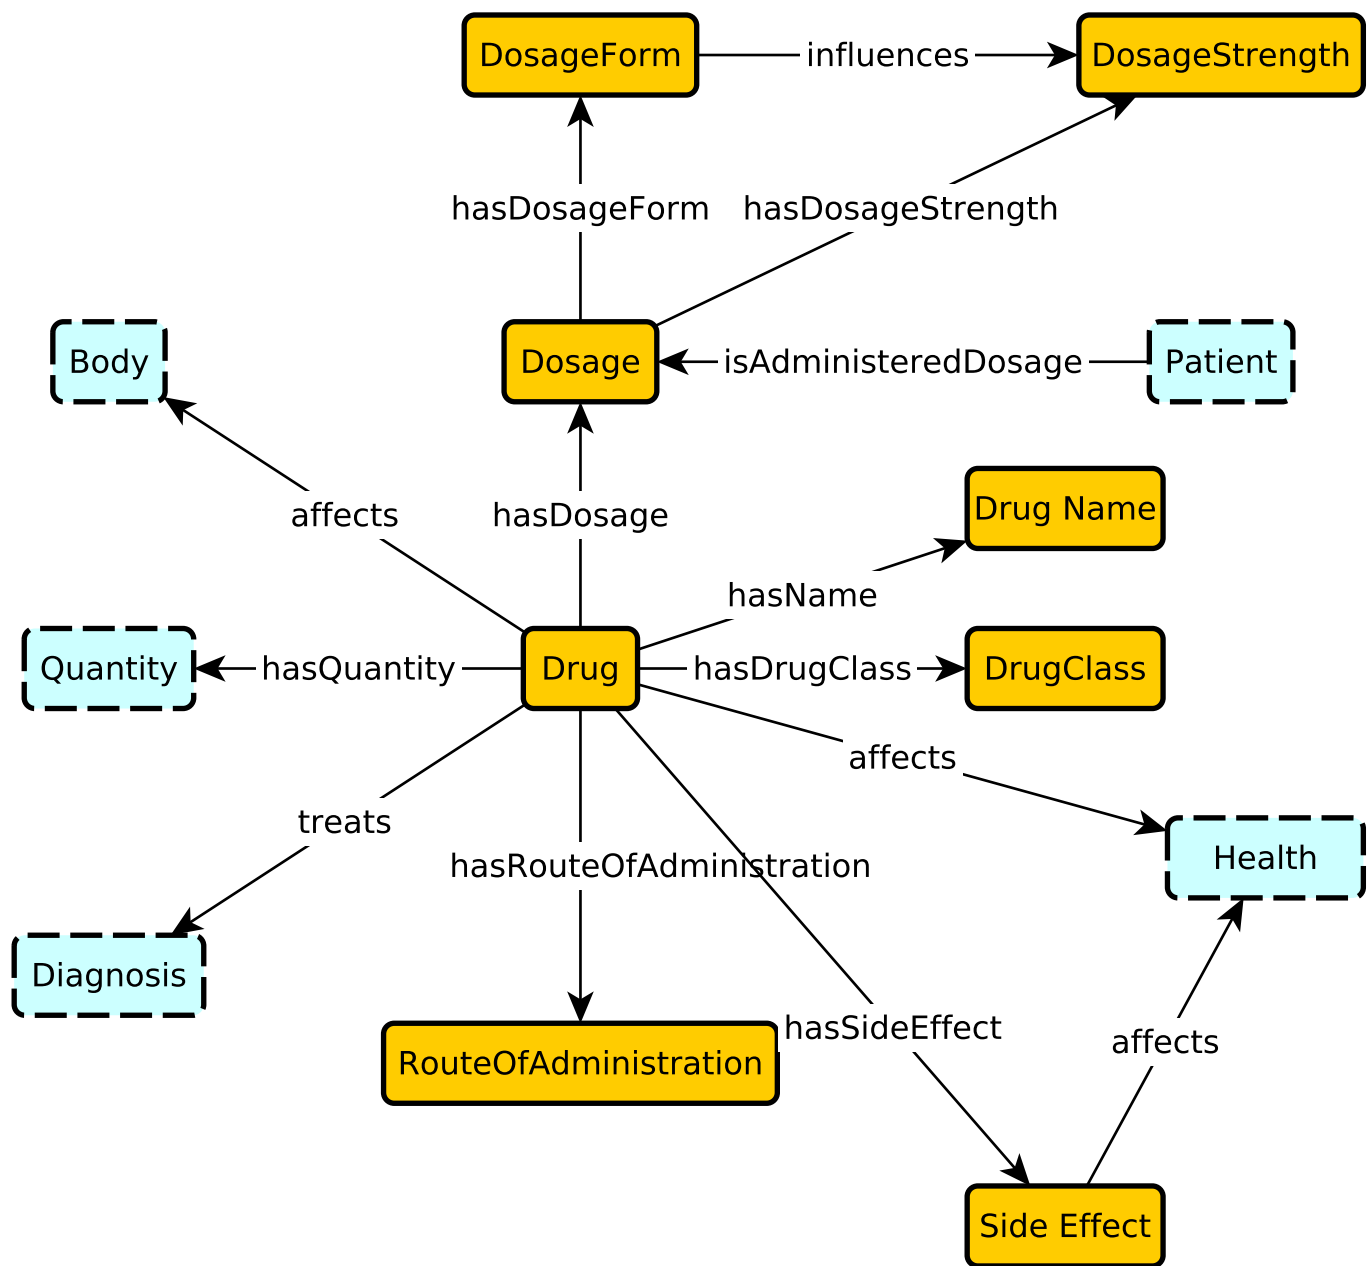 DosageForm
influences
DosageStrength
hasDosageForm
hasDosageStrength
Body
Dosage
isAdministeredDosage
Patient
affects
hasDosage
Drug Name
hasName
Quantity
hasQuantity
Drug
hasDrugClass
DrugClass
affects
treats
hasRouteOfAdministration
Health
Diagnosis
hasSideEffect
affects
RouteOfAdministration
Side Effect